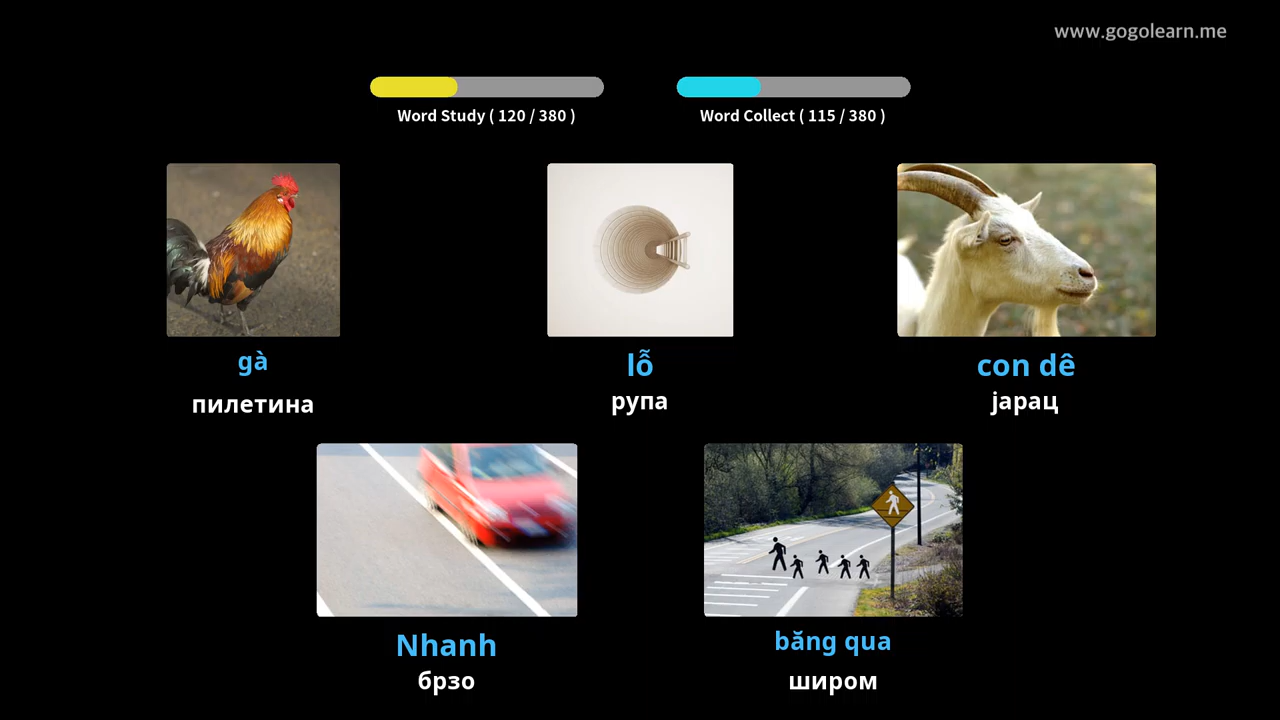 www.gogolearn.me
Word Study ( 120 / 380 )
Word Collect ( 115 / 380 )
gà
пилетина
lỗ
рупа
con dê
јарац
Nhanh
брзо
băng qua
широм